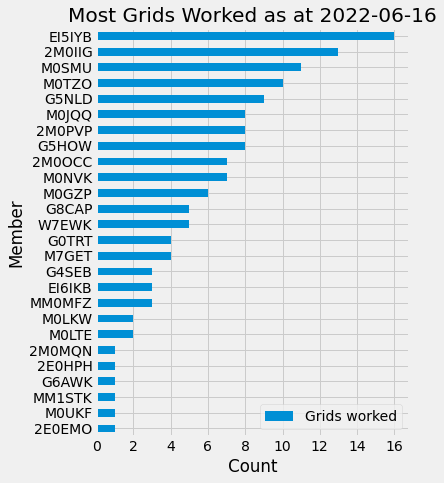 Most Grids Worked as at 2022-06-16
EI5IYB
2M0IIG
M0SMU
M0TZO
G5NLD
M0JQQ
2M0PVP
G5HOW
2M0OCC
M0NVK
M0GZP
G8CAP
W7EWK
G0TRT
M7GET
G4SEB
EI6IKB
MM0MFZ
M0LKW
M0LTE
2M0MQN
2E0HPH
G6AWK
MM1STK
M0UKF
2E0EMO
Member
Grids worked
0 2 4 6 8 10 12 14 16
Count